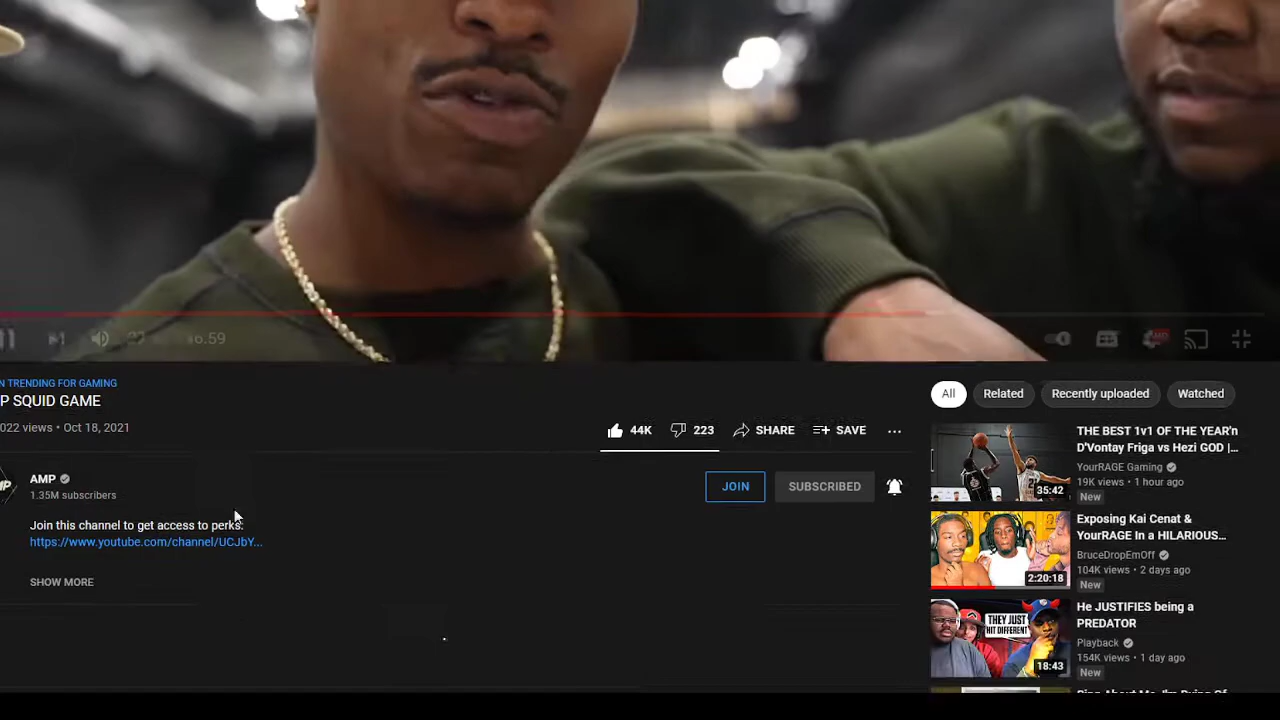 6.59
N TRENDING FOR GAMING
P SQUID GAME
022 views • Oct 18, 2021
44K
223
SHARE
SAVE
AMP
1.35M subscribers
JOIN
SUBSCRIBED
Join this channel to get access to perks:
https://www.youtube.com/channel/UCJbY...
SHOW MORE
All
Related
Recently uploaded
Watched
THE BEST 1v1 OF THE YEAR'n
D'Vontay Friga vs Hezi GOD |...
YourRAGE Gaming
19K views • 1 hour ago
New
35:42
Exposing Kai Cenat &
YourRAGE In a HILARIOUS...
BruceDropEmOff
104K views • 2 days ago
New
2:20:18
He JUSTIFIES being a
PREDATOR
Playback
154K views • 1 day ago
New
THEY JUST
HIT DIFFERENT
18:43